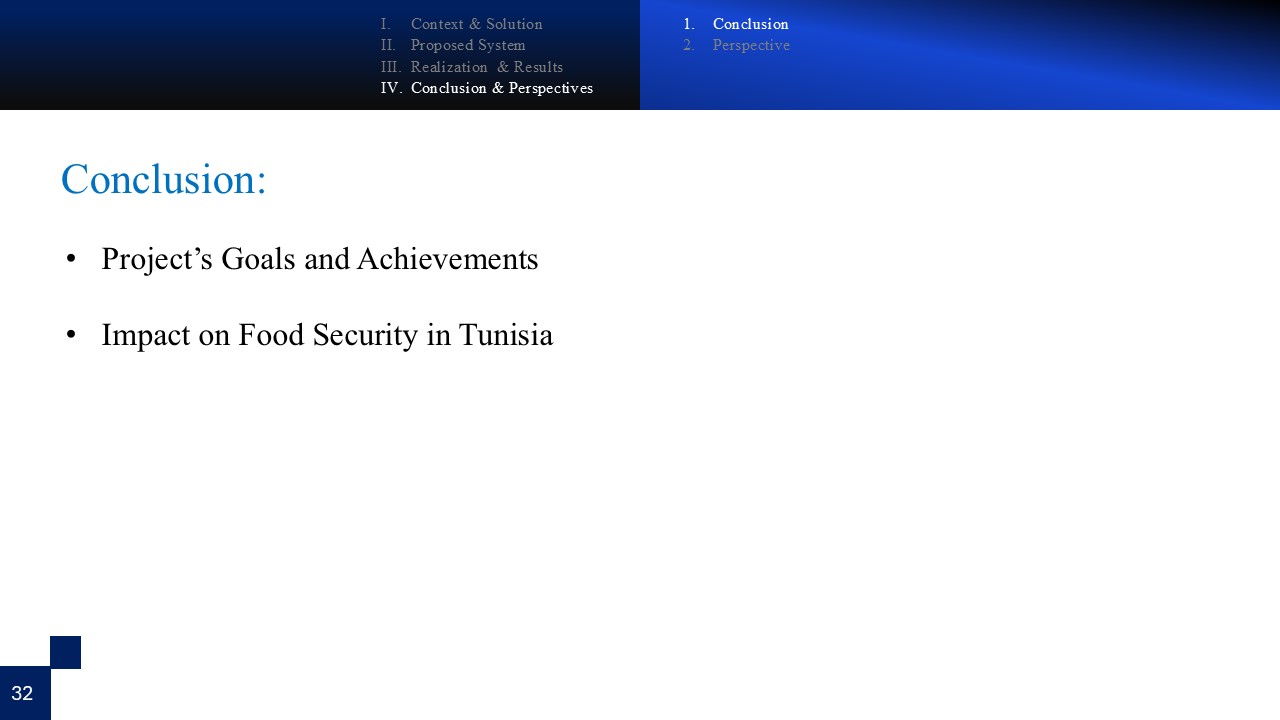 I. Context & Solution
II. Proposed System
III. Realization & Results
IV. Conclusion & Perspectives
1. Conclusion
2. Perspective
Conclusion:
• Project’s Goals and Achievements
• Impact on Food Security in Tunisia
32